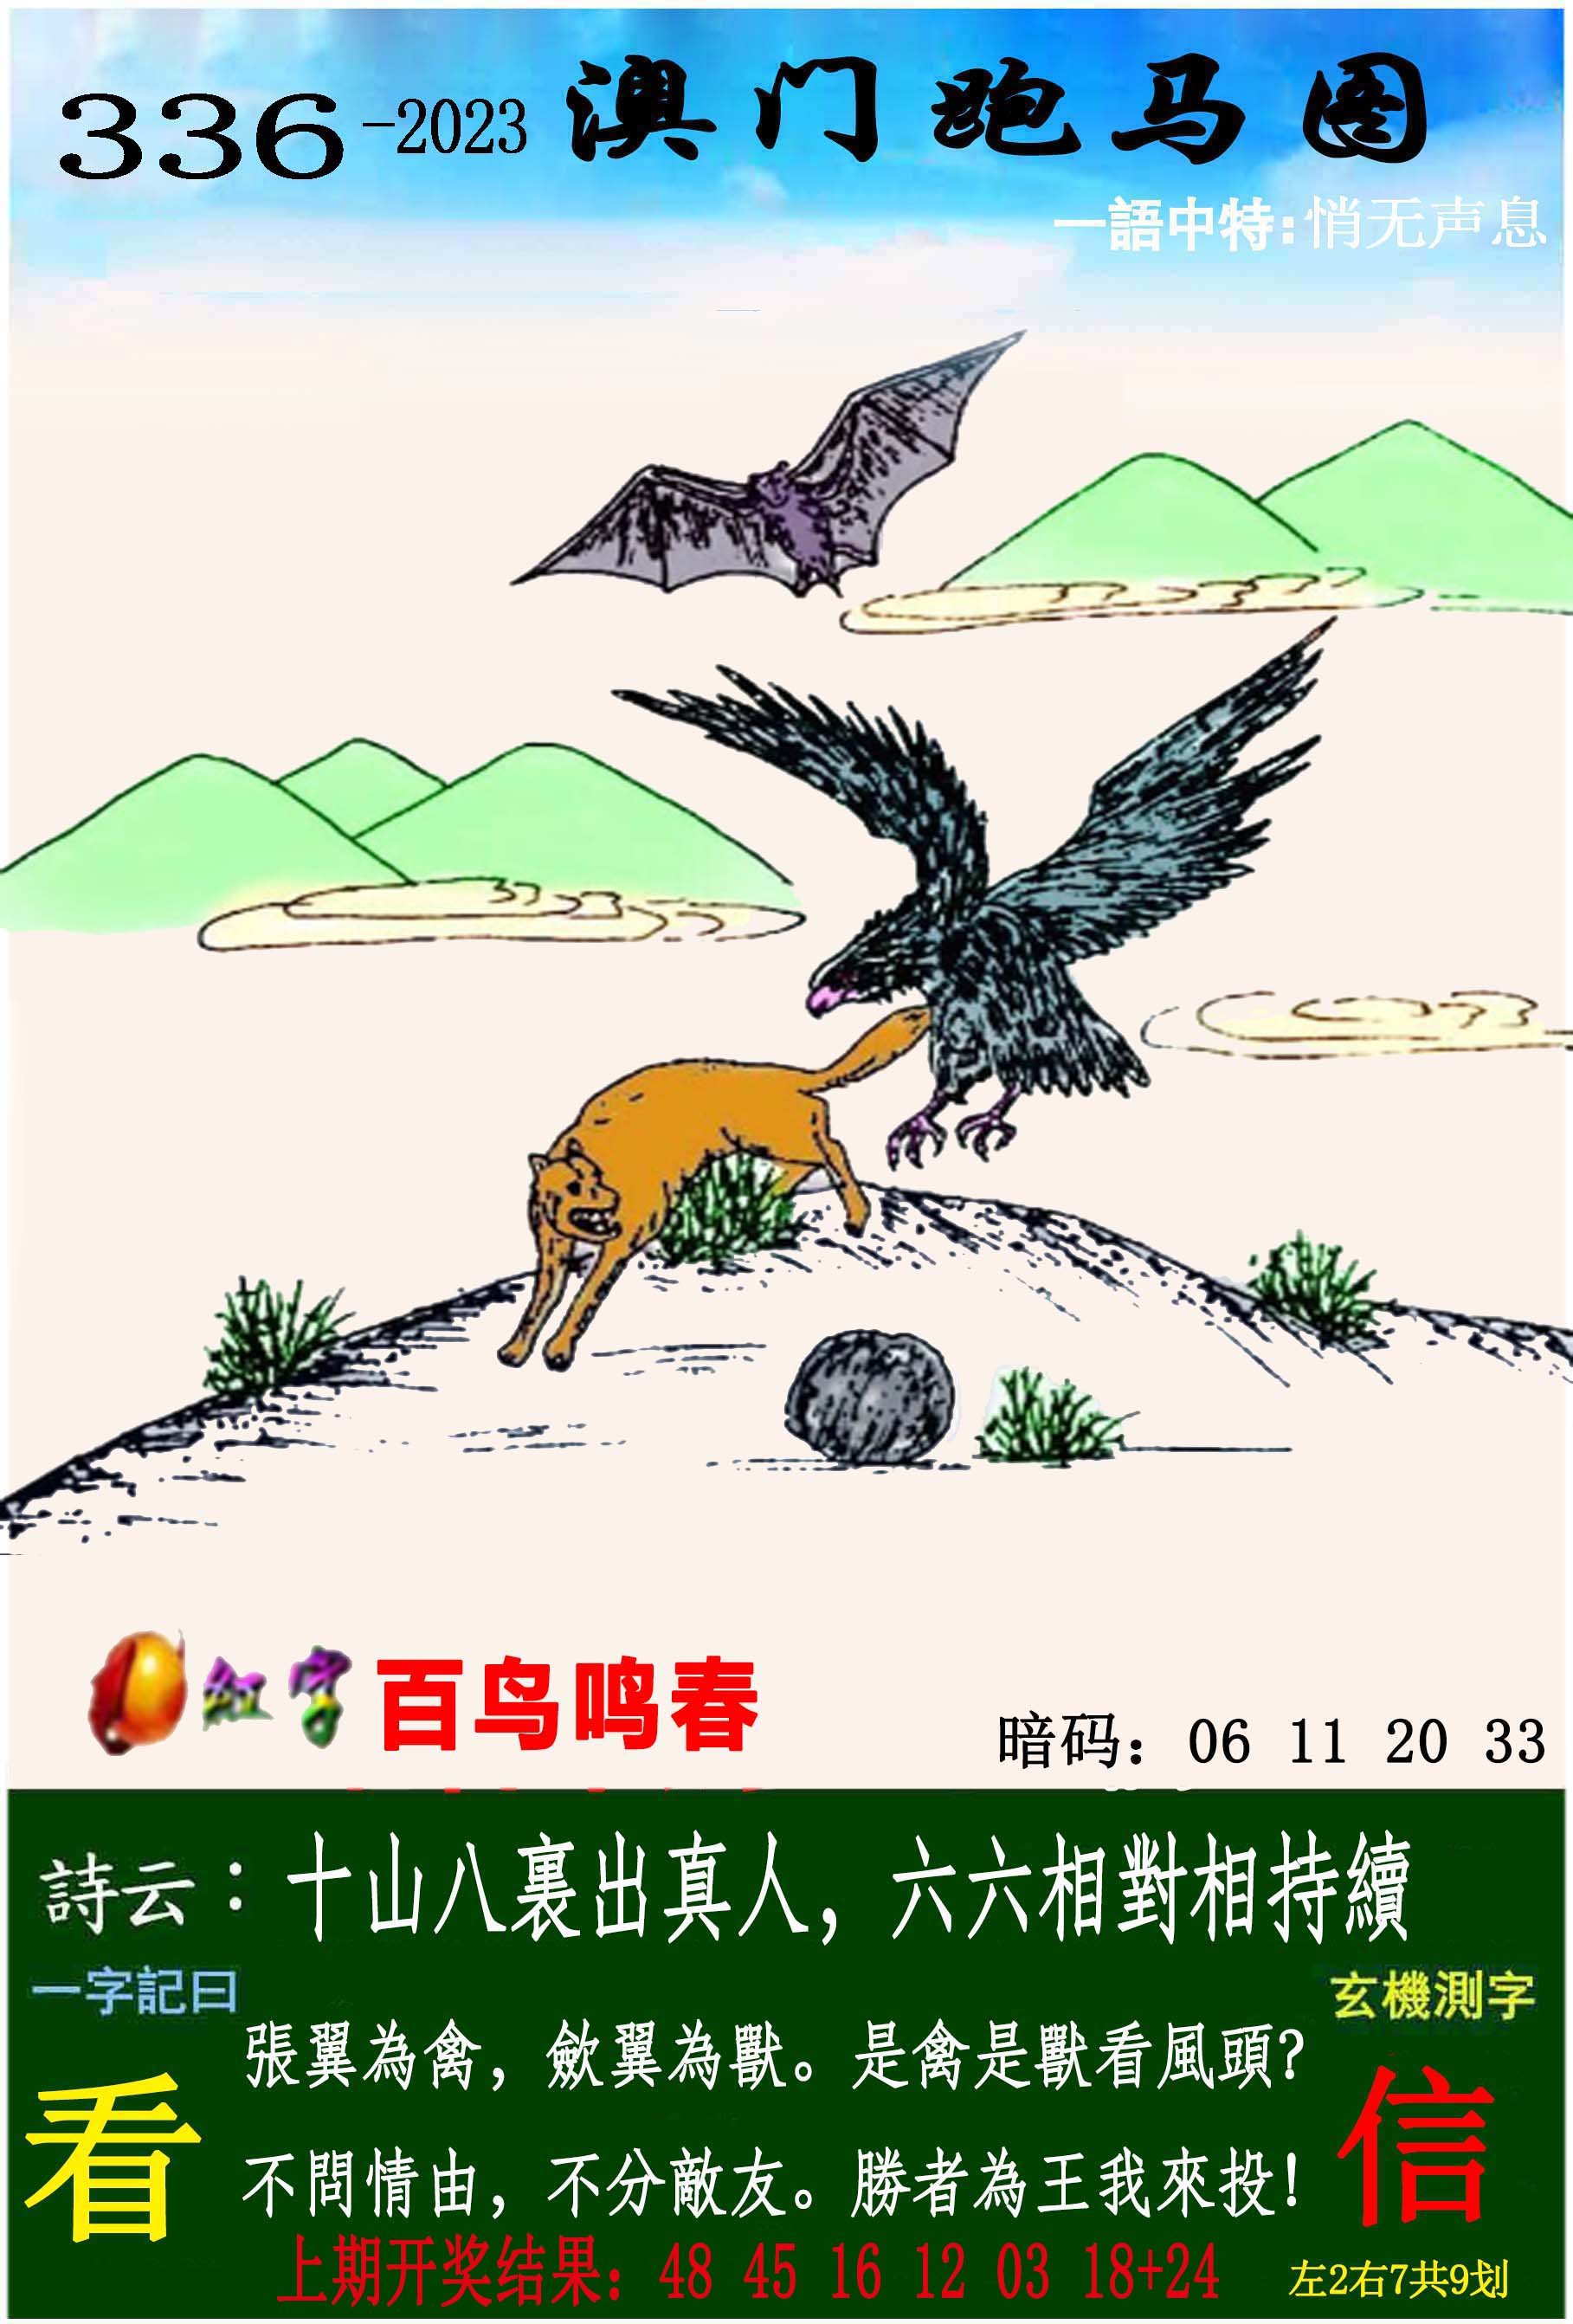 336-2023 澳门跑马图
一語中特:悄无声息
红字 百鸟鸣春
暗码：06 11 20 33
詩云：十山八裏出真人，六六相對相持續
一字記曰
玄機測字
張翼為禽，斂翼為獸。是禽是獸看風頭?
看
信
不問情由，不分敵友。勝者為王我來投!
上期开奖结果：48 45 16 12 03 18+24
左2右7共9划